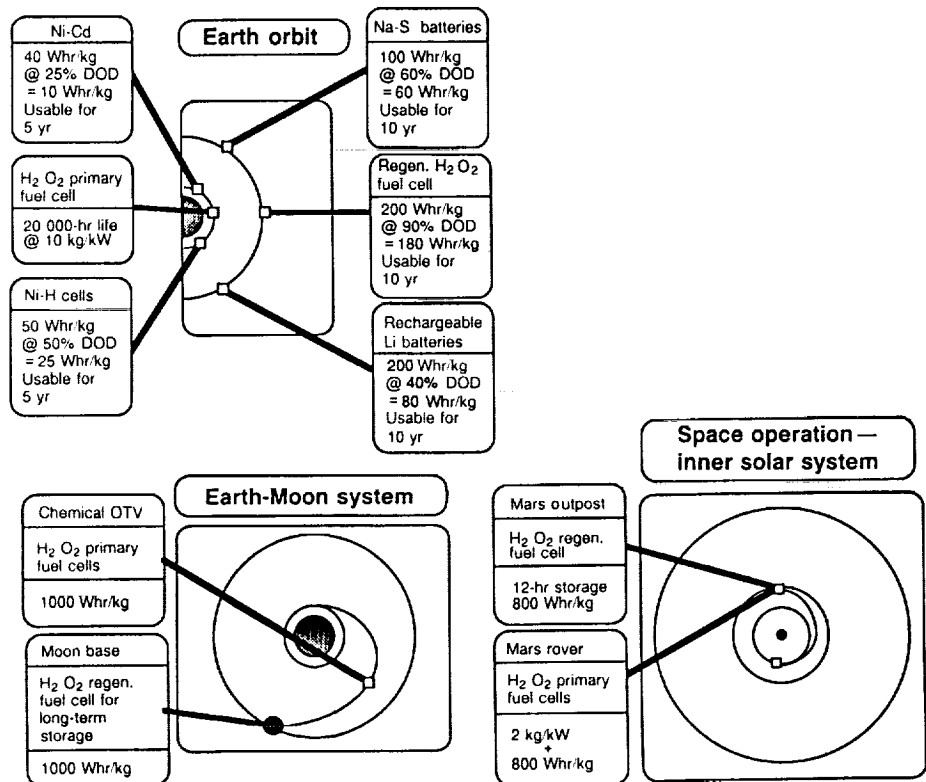 Earth orbit
Ni-Cd
40 Whr/kg
@ 25% DOD
= 10 Whr/kg
Usable for
5 yr
H₂ O₂ primary
fuel cell
20 000-hr life
@ 10 kg/kW
Ni-H cells
50 Whr/kg
@ 50% DOD
= 25 Whr/kg
Usable for
5 yr
Na-S batteries
100 Whr/kg
@ 60% DOD
= 60 Whr/kg
Usable for
10 yr
Regen. H₂ O₂
fuel cell
200 Whr/kg
@ 90% DOD
= 180 Whr/kg
Usable for
10 yr
Rechargeable
Li batteries
200 Whr/kg
@ 40% DOD
= 80 Whr/kg
Usable for
10 yr
Earth-Moon system
Chemical OTV
H₂ O₂ primary
fuel cells
1000 Whr/kg
Moon base
H₂ O₂ regen.
fuel cell for
long-term
storage
1000 Whr/kg
Space operation—
inner solar system
Mars outpost
H₂ O₂ regen.
fuel cell
12-hr storage
800 Whr/kg
Mars rover
H₂ O₂ primary
fuel cells
2 kg/kW
+
800 Whr/kg